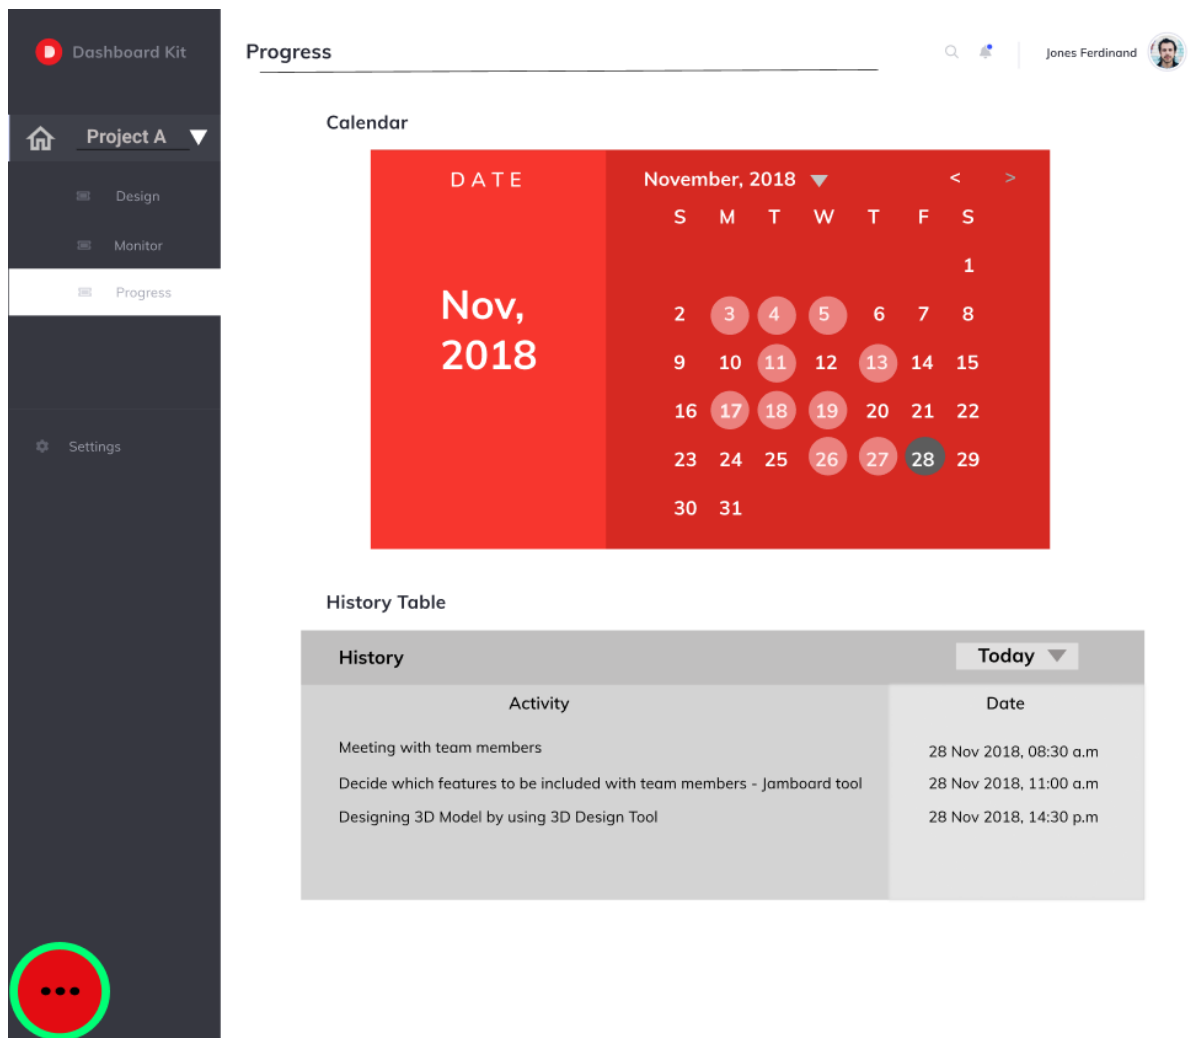 Dashboard Kit
Progress
Jones Ferdinand
Project A
Design
Monitor
Progress
Settings
Calendar
DATE
Nov,
2018
November, 2018
< >
S M T W T F S
1
2 3 4 5 6 7 8
9 10 11 12 13 14 15
16 17 18 19 20 21 22
23 24 25 26 27 28 29
30 31
History Table
History
Today
Activity Date
Meeting with team members 28 Nov 2018, 08:30 a.m
Decide which features to be included with team members - Jamboard tool 28 Nov 2018, 11:00 a.m
Designing 3D Model by using 3D Design Tool 28 Nov 2018, 14:30 p.m